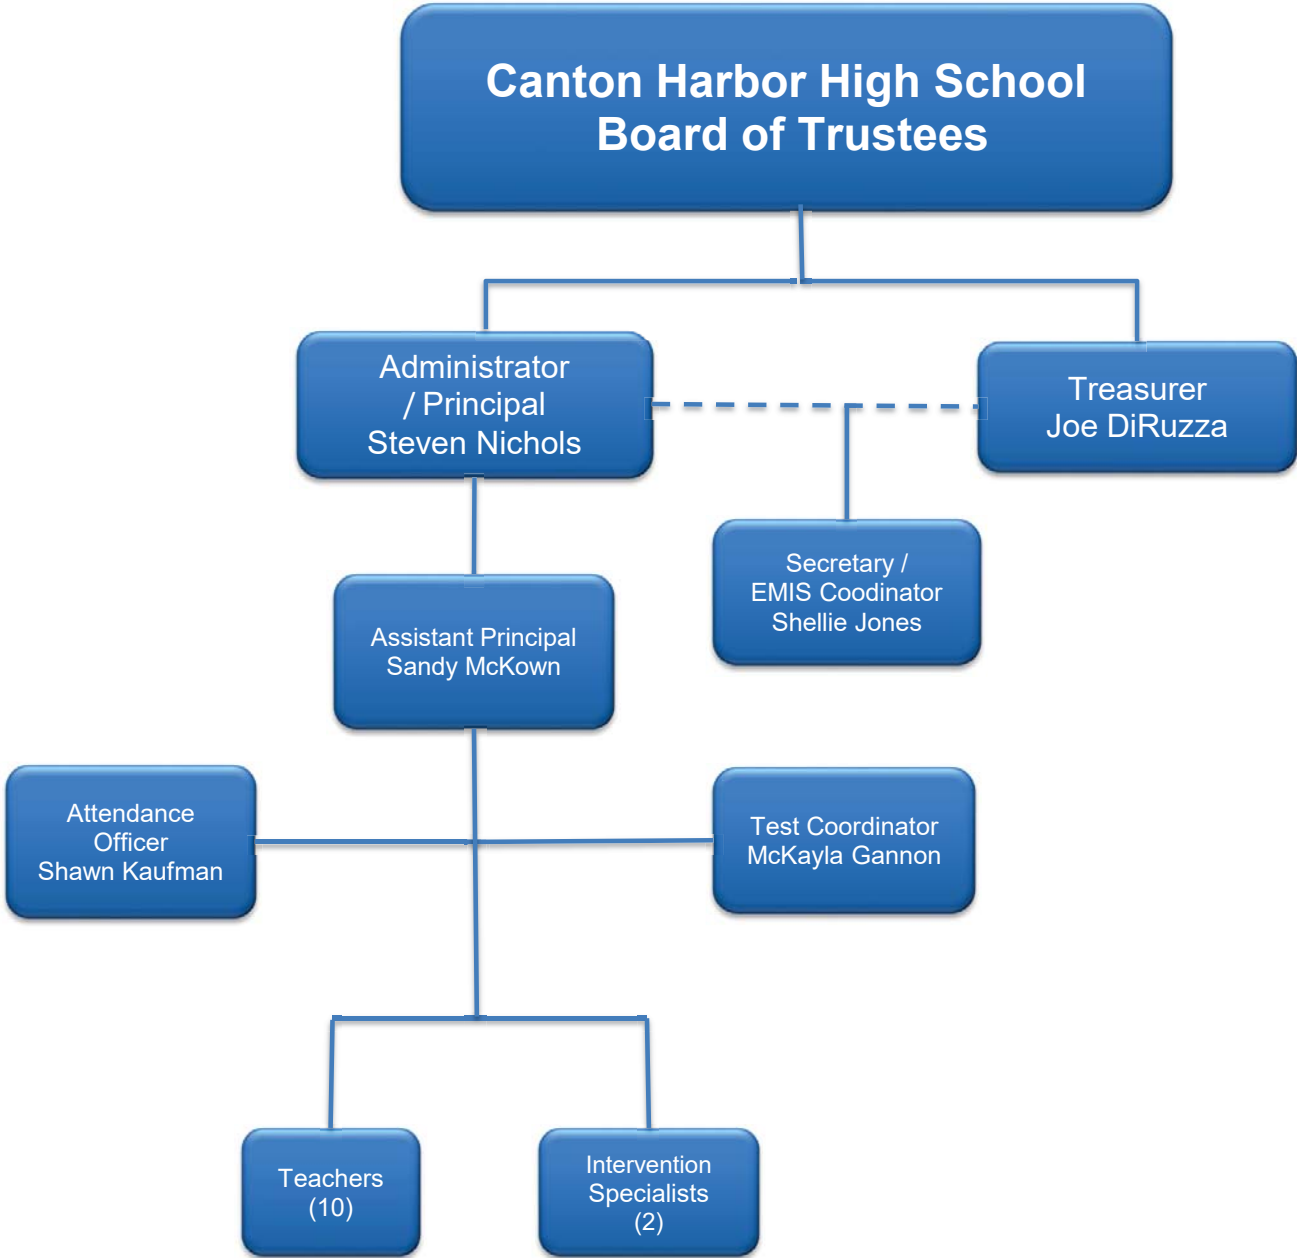 Canton Harbor High School
Board of Trustees
Administrator
/ Principal
Steven Nichols
Treasurer
Joe DiRuzza
Secretary /
EMIS Coodinator
Shellie Jones
Assistant Principal
Sandy McKown
Attendance
Officer
Shawn Kaufman
Test Coordinator
McKayla Gannon
Teachers
(10)
Intervention
Specialists
(2)